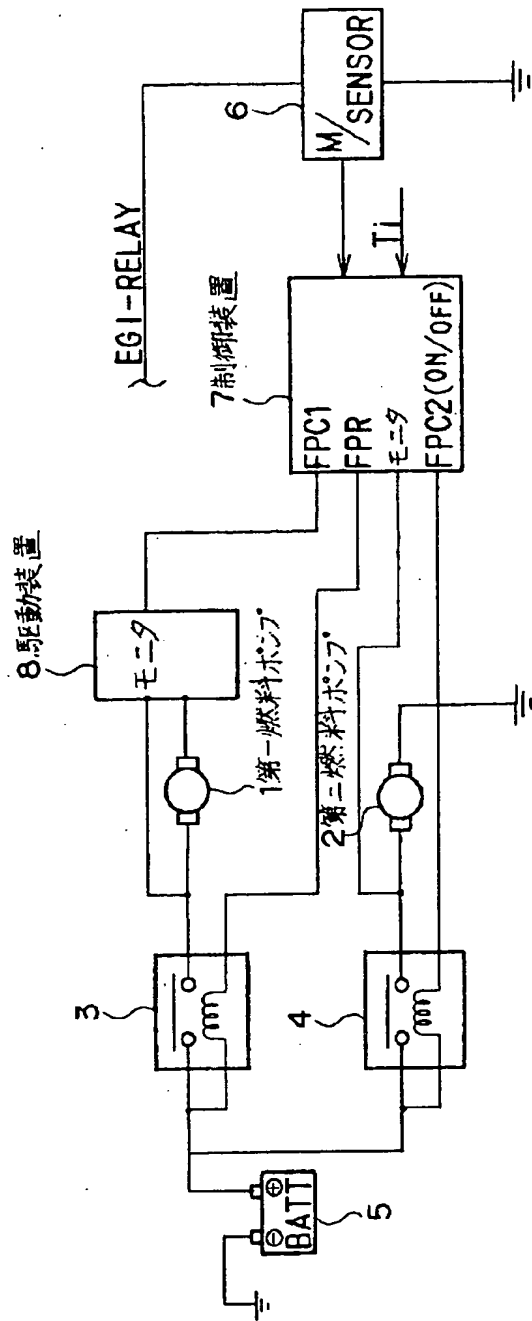 EGI-RELAY
6
M/
SENSOR
Ti
7制御装置
FPC1
FPR
モニタ
FPC2(ON/OFF)
8駆動装置
モニタ
1第一燃料ポンプ
2第二燃料ポンプ
3
4
BATT
5